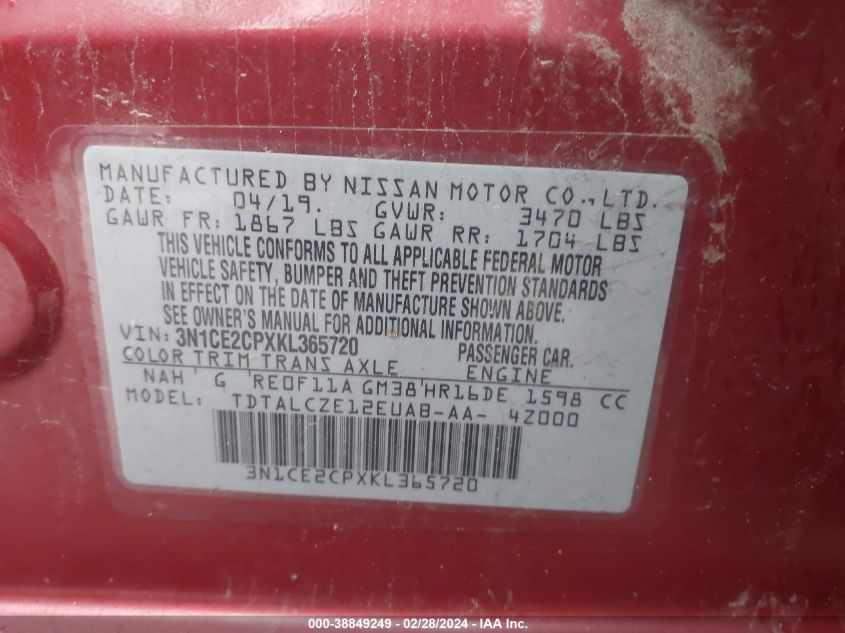 MANUFACTURED BY NISSAN MOTOR CO.,LTD.
DATE: 04/19. GVWR: 3470 LBS
GAWR FR: 1867 LBS GAWR RR: 1704 LBS
THIS VEHICLE CONFORMS TO ALL APPLICABLE FEDERAL MOTOR
VEHICLE SAFETY, BUMPER AND THEFT PREVENTION STANDARDS
IN EFFECT ON THE DATE OF MANUFACTURE SHOWN ABOVE.
SEE OWNER'S MANUAL FOR ADDITIONAL INFORMATION.
VIN: 3N1CE2CPXKL365720 PASSENGER CAR.
COLOR TRIM TRANS AXLE ENGINE
NAH G RE0F11A GM38 HR16DE 1598 CC
MODEL: TDTALCZE12EUAB-AA- 4Z000
3N1CE2CPXKL365720
000-38849249 - 02/28/2024 - IAA Inc.